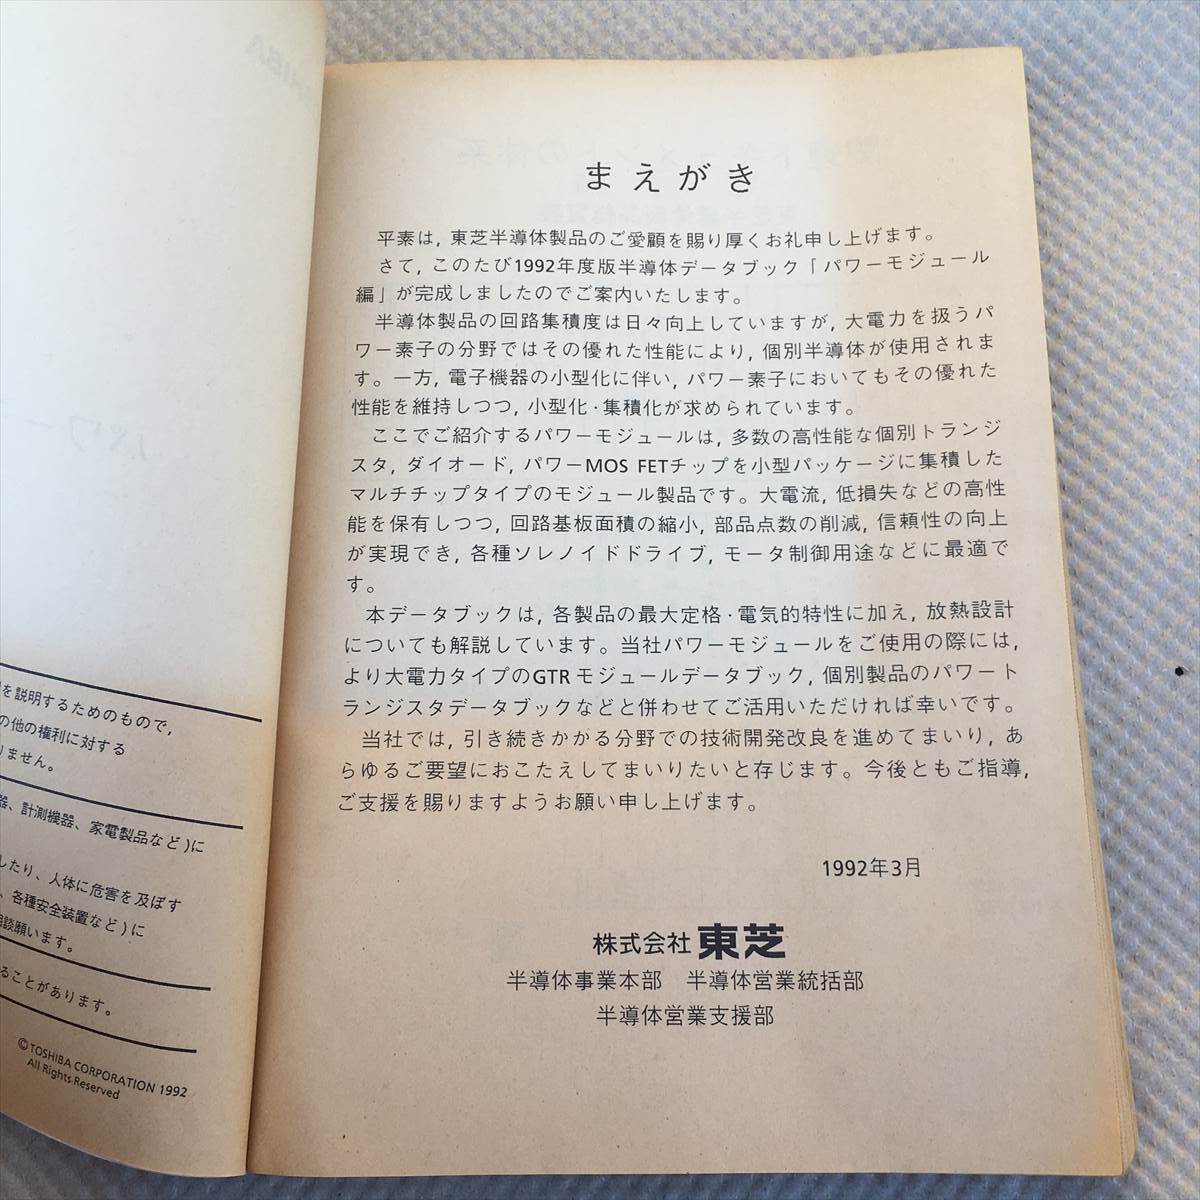 を説明するためのもので,
の他の権利に対する
りません。
器、計測機器、家電製品など)に
したり、人体に危害を及ぼす
、各種安全装置など)に
相談願います。
ることがあります。
©TOSHIBA CORPORATION 1992
All Rights Reserved
まえがき
平素は, 東芝半導体製品のご愛顧を賜り厚くお礼申し上げます。
さて, このたび1992年度版半導体データブック「パワーモジュール
編」が完成しましたのでご案内いたします。
半導体製品の回路集積度は日々向上していますが, 大電力を扱うパ
ワー素子の分野ではその優れた性能により, 個別半導体が使用されま
す。一方, 電子機器の小型化に伴い, パワー素子においてもその優れた
性能を維持しつつ, 小型化・集積化が求められています。
ここでご紹介するパワーモジュールは, 多数の高性能な個別トランジ
スタ, ダイオード, パワーMOS FETチップを小型パッケージに集積した
マルチチップタイプのモジュール製品です。大電流, 低損失などの高性
能を保有しつつ, 回路基板面積の縮小, 部品点数の削減, 信頼性の向上
が実現でき, 各種ソレノイドドライブ, モータ制御用途などに最適で
す。
本データブックは, 各製品の最大定格・電気的特性に加え, 放熱設計
についても解説しています。当社パワーモジュールをご使用の際には,
より大電力タイプのGTRモジュールデータブック, 個別製品のパワート
ランジスタデータブックなどと併わせてご活用いただければ幸いです。
当社では, 引き続きかかる分野での技術開発改良を進めてまいり, あ
らゆるご要望におこたえしてまいりたいと存じます。今後ともご指導,
ご支援を賜りますようお願い申し上げます。
1992年3月
株式会社 東芝
半導体事業本部 半導体営業統括部
半導体営業支援部